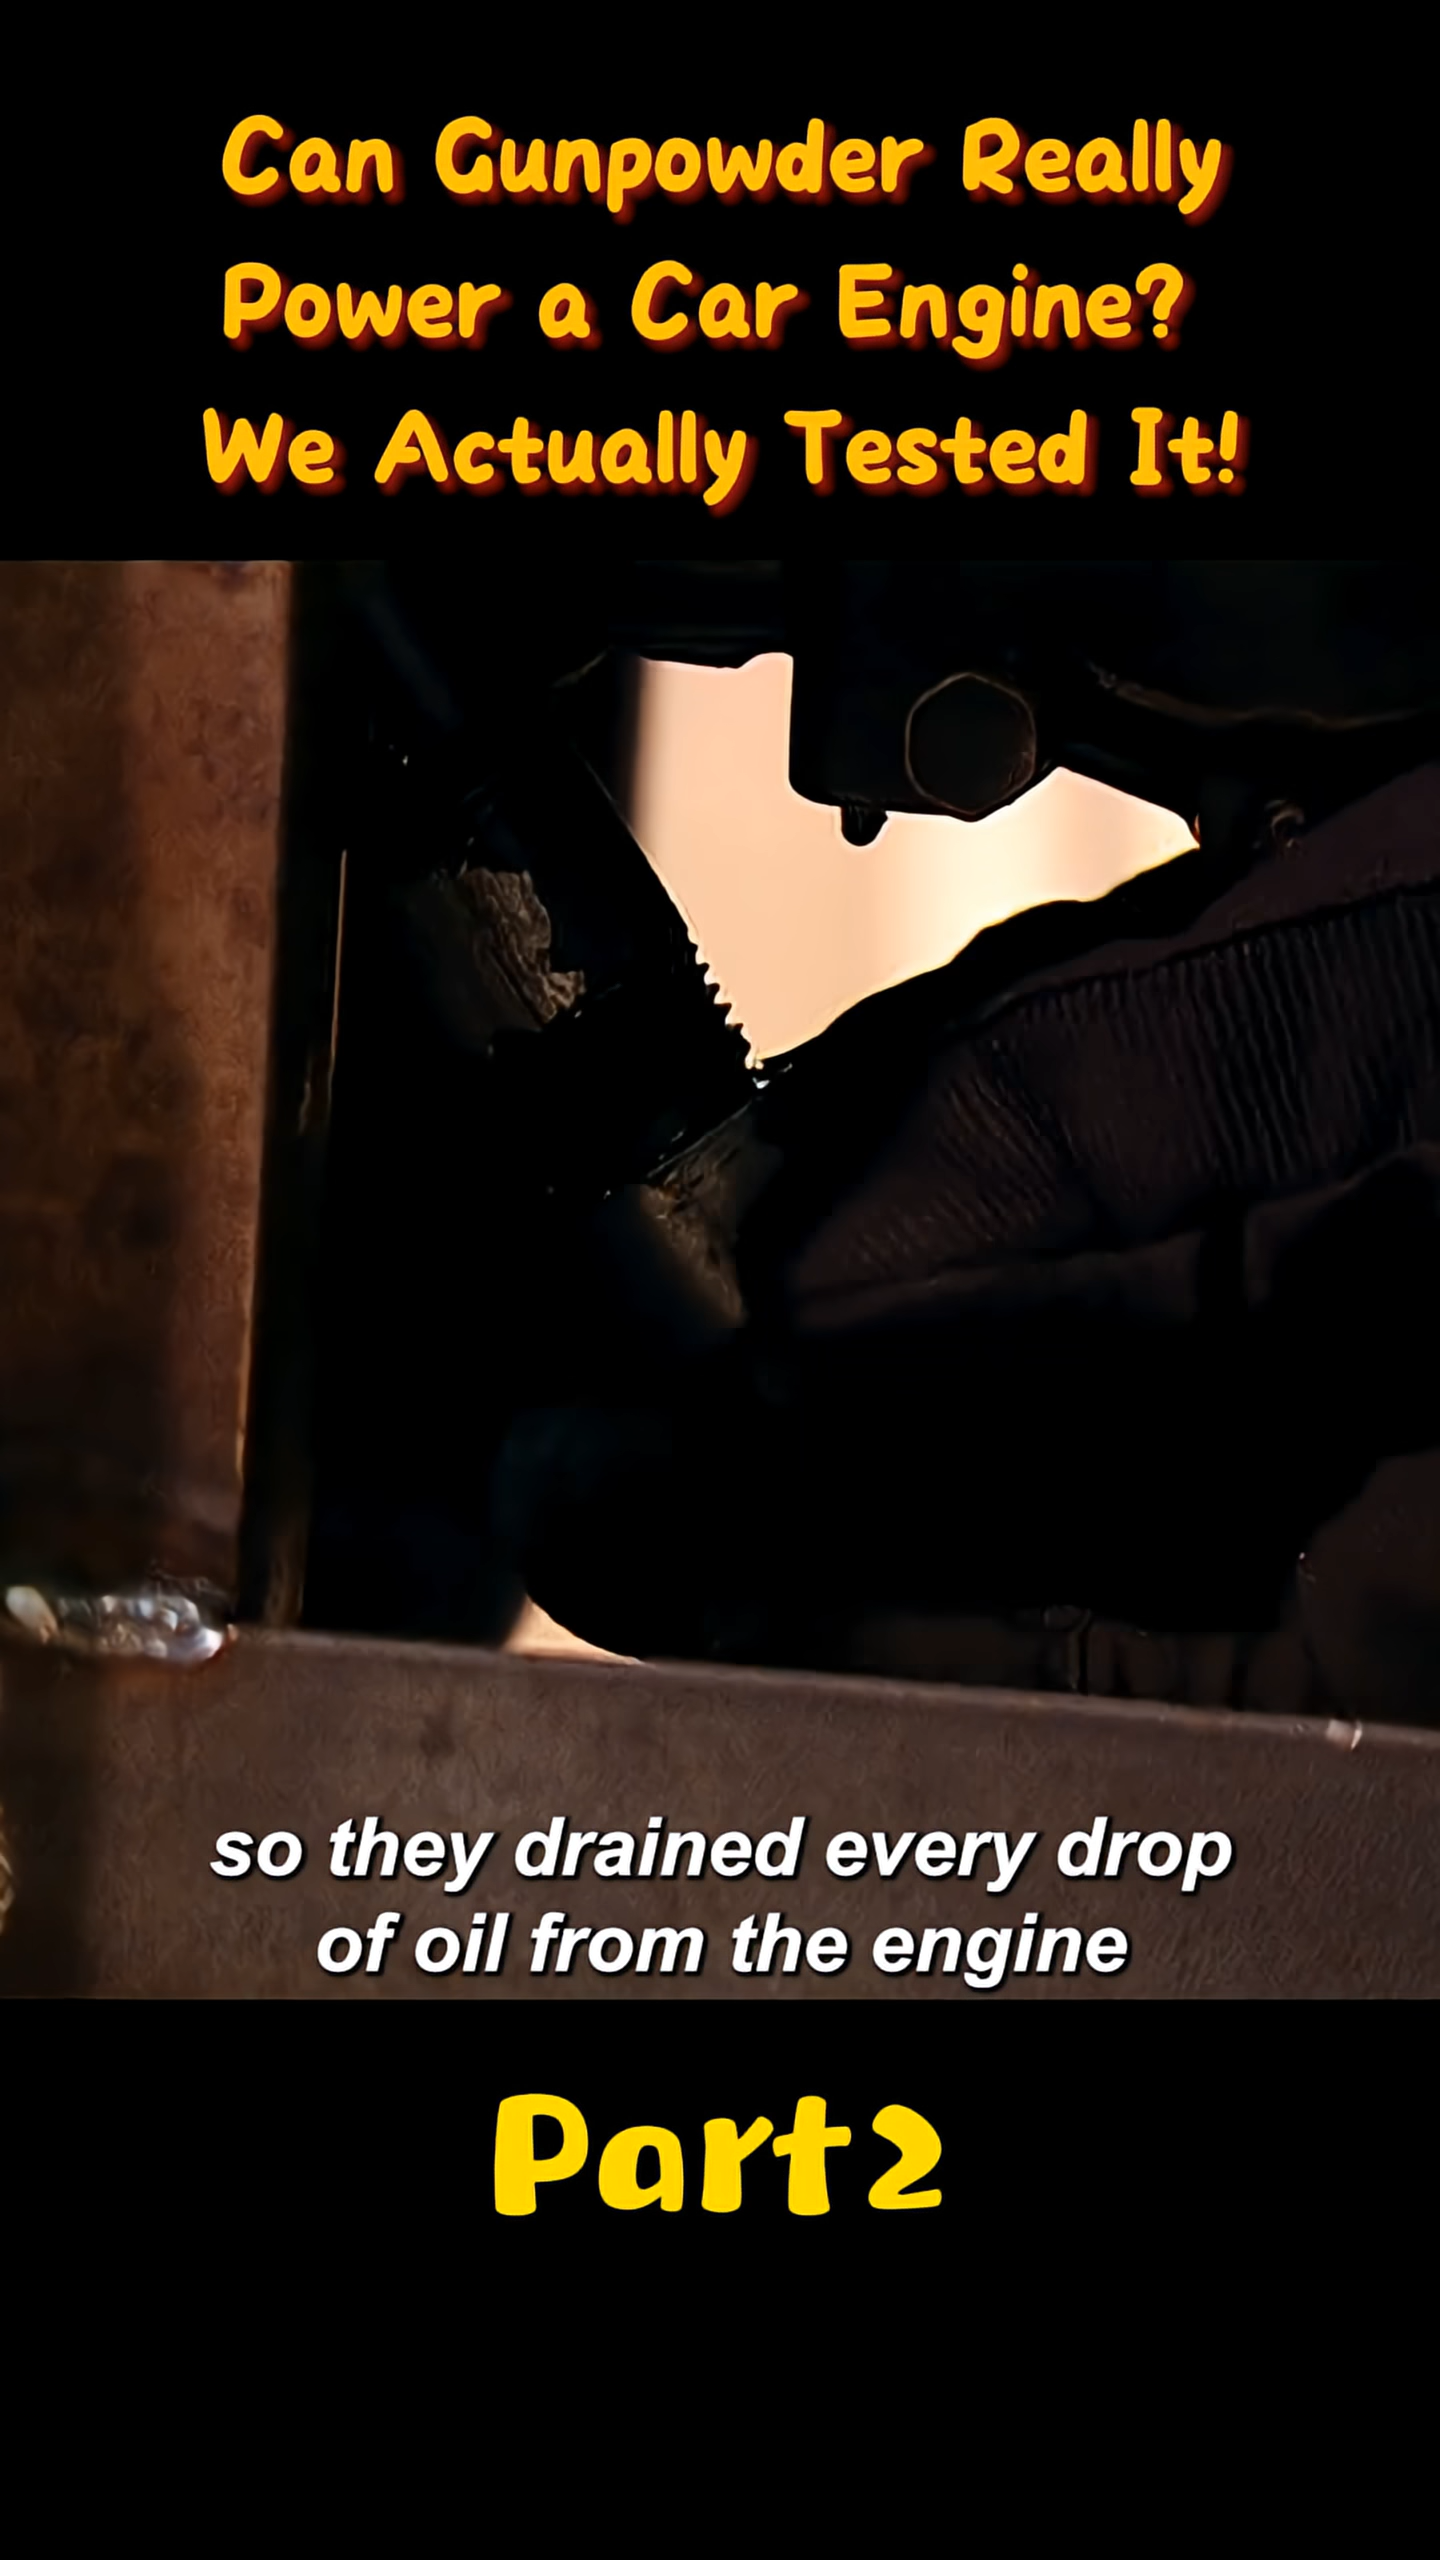 Can Gunpowder Really
Power a Car Engine?
We Actually Tested It!
so they drained every drop
of oil from the engine
Part2